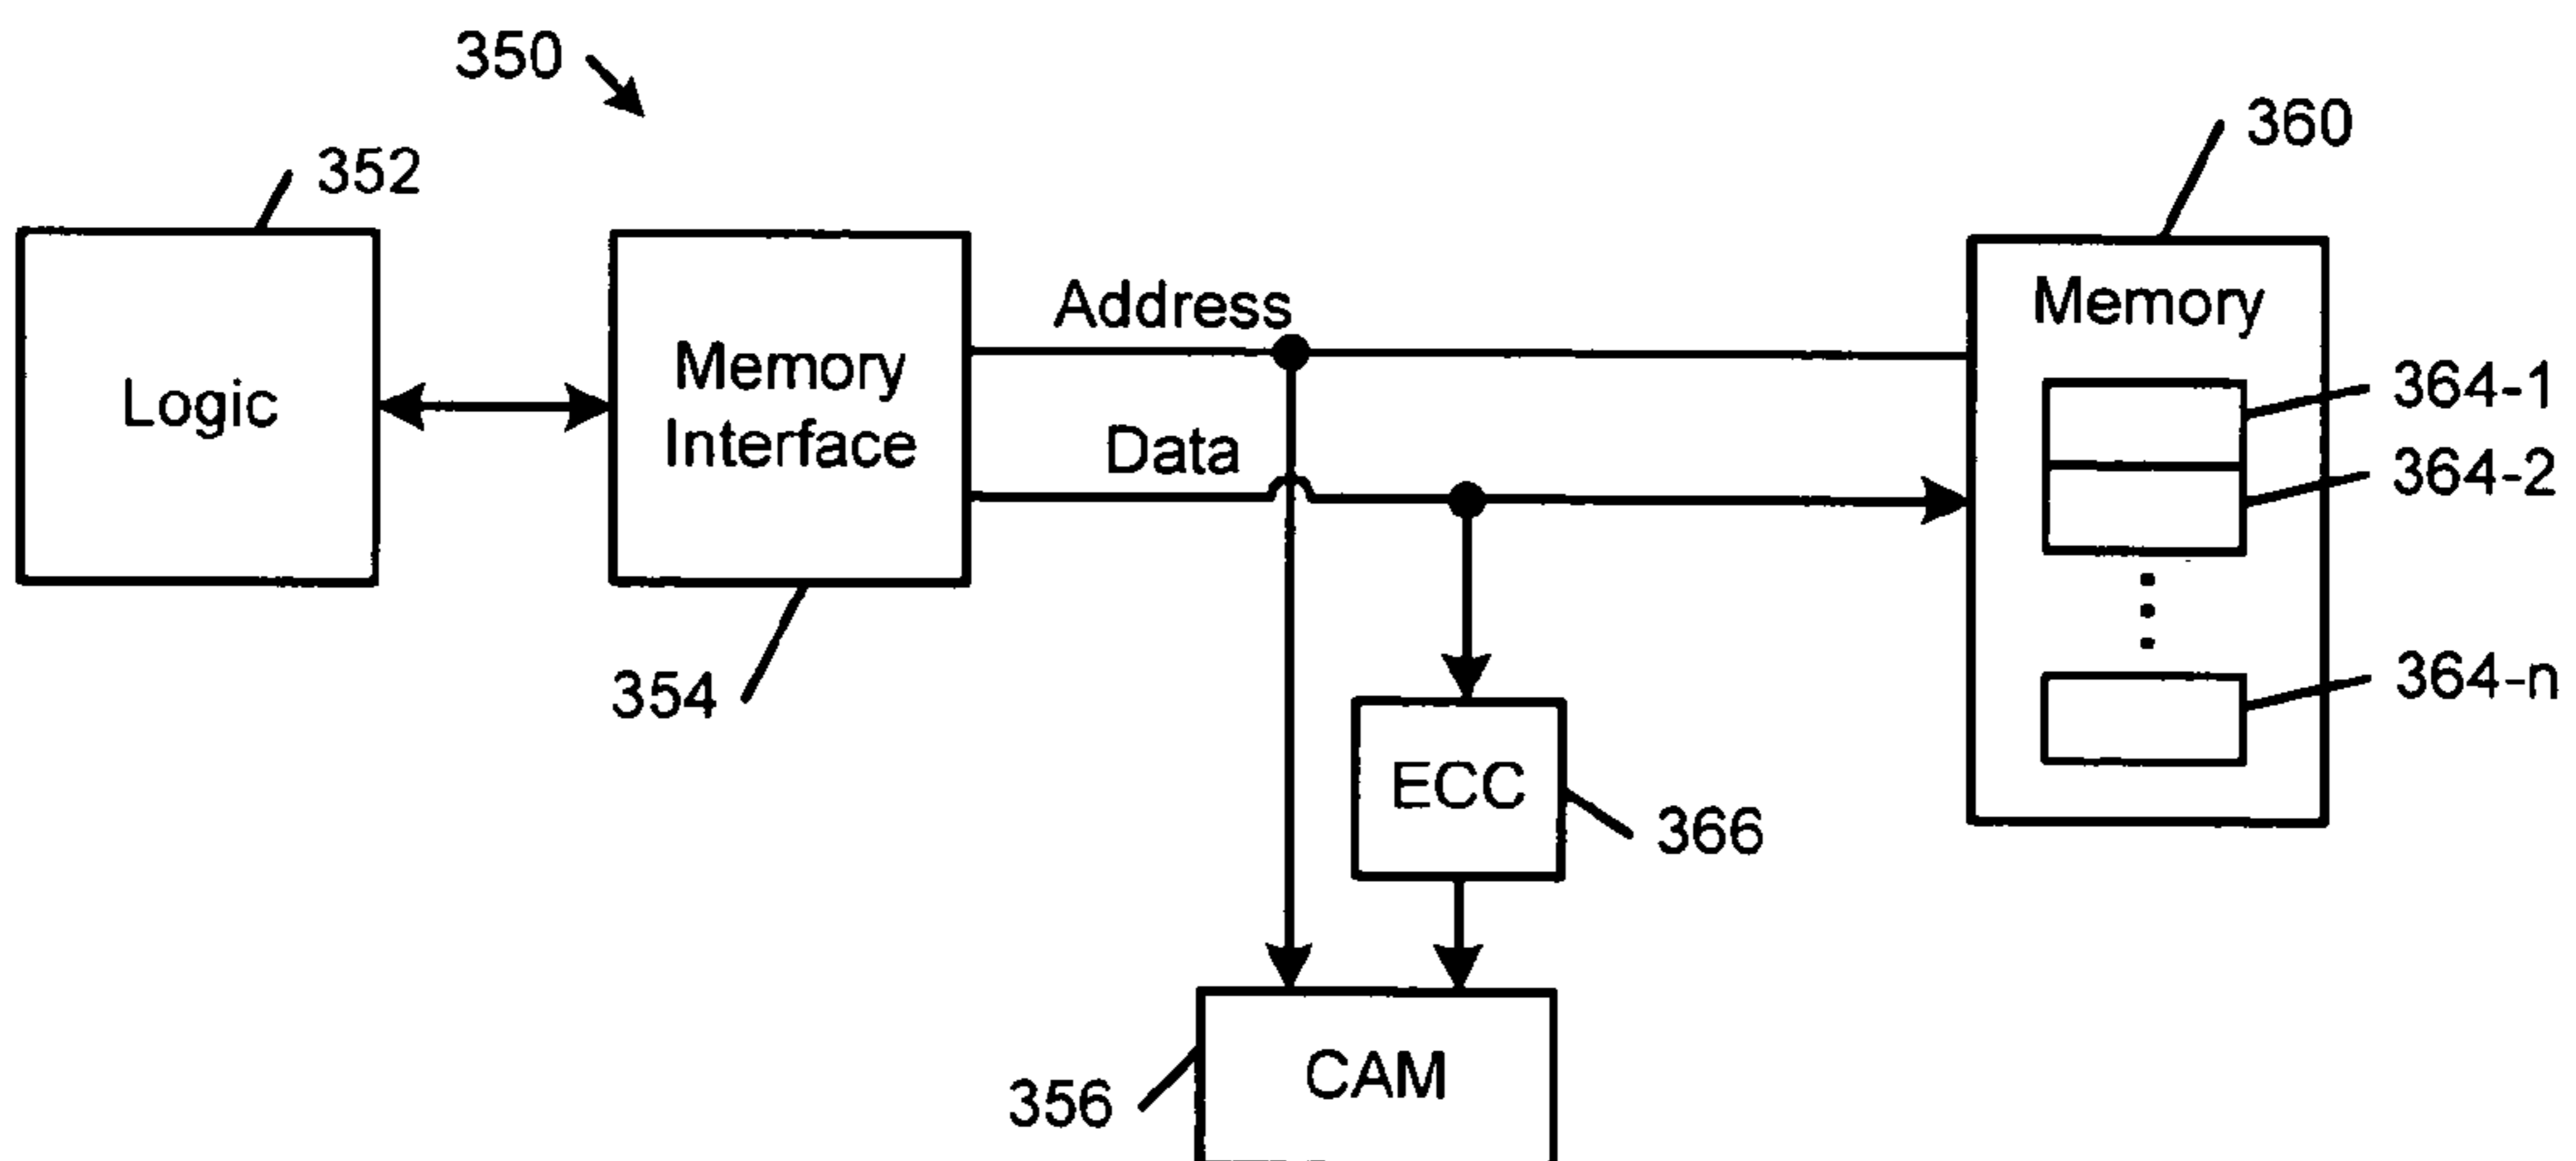 350
360
352
Address
Memory
Logic
Memory
Interface
Data
364-1
364-2
354
364-n
ECC
366
CAM
356